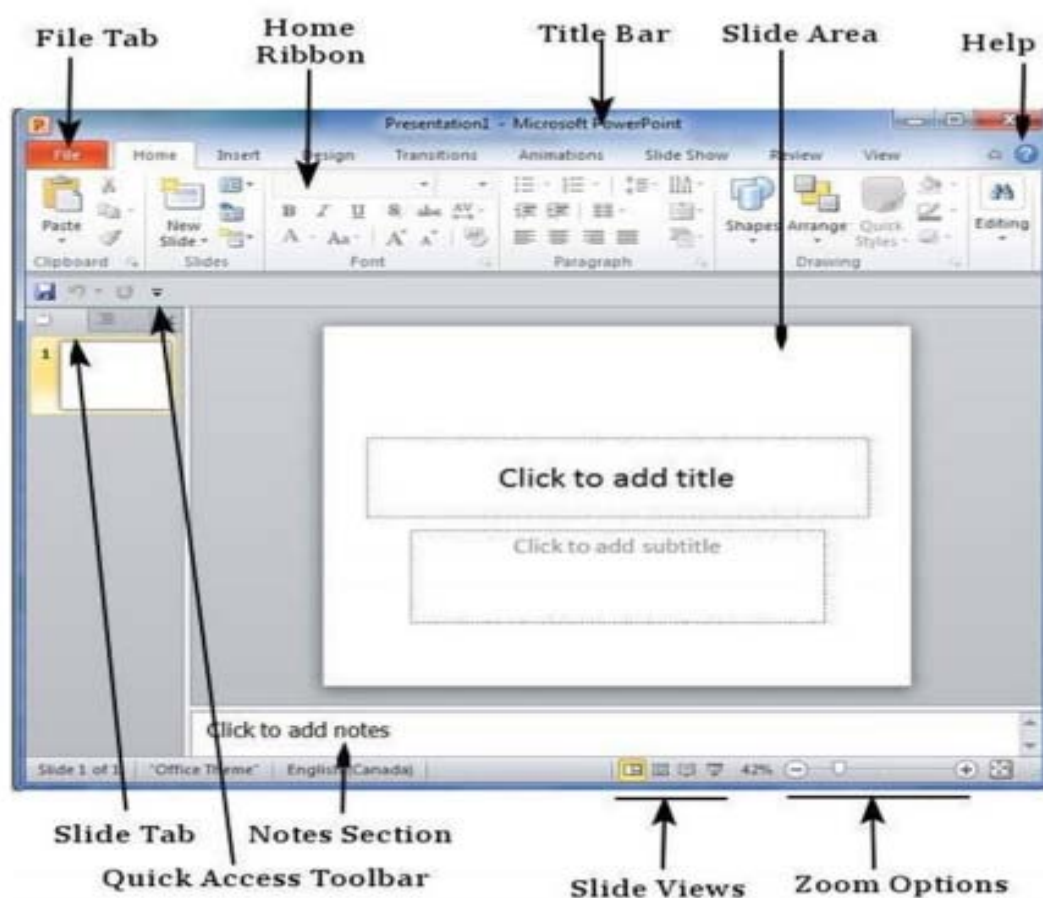 File Tab
Home
Ribbon
Title Bar
Slide Area
Help
Presentation1 - Microsoft PowerPoint
File Home Insert Design Transitions Animations Slide Show Review View
Paste
New
Slide
B I U S abc AV
A Aa A A
Shapes Arrange Quick
Styles
Editing
Clipboard Slides Font Paragraph Drawing
1
Click to add title
Click to add subtitle
Click to add notes
Slide 1 of 1 "Office Theme" English (Canada) 42%
Slide Tab
Notes Section
Quick Access Toolbar
Slide Views
Zoom Options